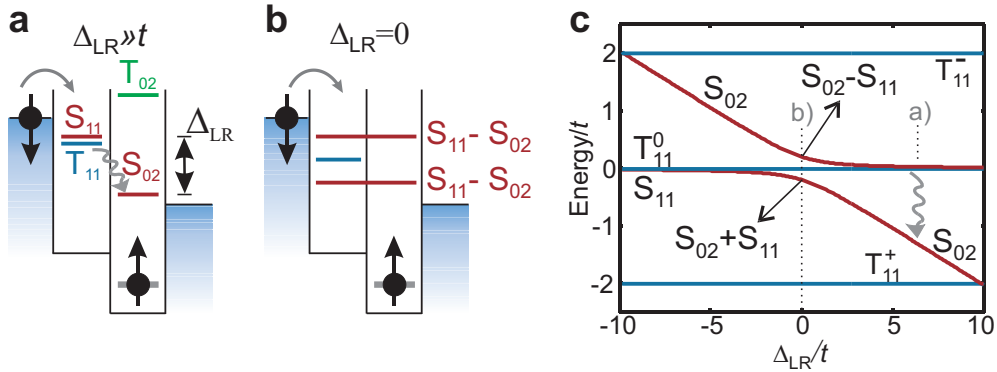 a
Δ_LR»t
T_02
S_11
T_11
S_02
Δ_LR
b
Δ_LR=0
S_11- S_02
S_11- S_02
c
Energy/t
2
1
0
-1
-2
S_02
S_02-S_11
T_11^-
b)
a)
T_11^0
S_11
S_02+S_11
T_11^+
S_02
-10
-5
0
5
10
Δ_LR/t